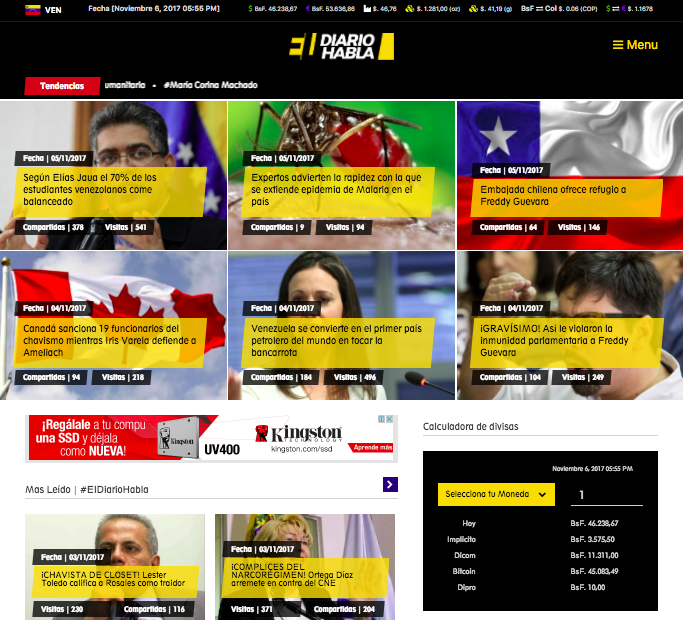 VEN
Fecha [Noviembre 6, 2017 05:55 PM]
$ BsF. 46.238,67
€ BsF. 53.636,86
$. 46,76
$. 1.281,00 (oz)
$. 41,19 (g)
BsF ⇄ Col $. 0.06 (COP)
$ ⇄ € $. 1.1678
El DIARIO
HABLA
Menu
Tendencias
umanitaria • #María Corina Machado
Fecha | 05/11/2017
Según Elías Jaua el 70% de los
estudiantes venezolanos come
balanceado
Compartidas | 378 Visitas | 541
Fecha | 05/11/2017
Expertos advierten la rapidez con la que
se extiende epidemia de Malaria en el
país
Compartidas | 9 Visitas | 94
Fecha | 05/11/2017
Embajada chilena ofrece refugio a
Freddy Guevara
Compartidas | 64 Visitas | 146
Fecha | 04/11/2017
Canadá sanciona 19 funcionarios del
chavismo mientras Iris Varela defiende a
Ameliach
Compartidas | 94 Visitas | 218
Fecha | 04/11/2017
Venezuela se convierte en el primer país
petrolero del mundo en tocar la
bancarrota
Compartidas | 184 Visitas | 496
Fecha | 04/11/2017
¡GRAVÍSIMO! Así le violaron la
inmunidad parlamentaria a Freddy
Guevara
Compartidas | 104 Visitas | 249
¡Regálale a tu compu
una SSD y déjala
como NUEVA!
Kingston
UV400
Kingston
TECHNOLOGY
kingston.com/ssd
Aprende más
Mas Leído | #ElDiarioHabla
Fecha | 03/11/2017
¡CHAVISTA DE CLOSET! Lester
Toledo califica a Rosales como traidor
Visitas | 230 Compartidas | 116
Fecha | 03/11/2017
¡CÓMPLICES DEL
NARCORÉGIMEN! Ortega Díaz
arremete en contra del CNE
Visitas | 371 Compartidas | 204
Calculadora de divisas
Noviembre 6, 2017 05:55 PM
Selecciona tu Moneda
1
Hoy BsF. 46.238,67
Implícito BsF. 3.575,50
Dicom BsF. 11.311,00
Bitcoin BsF. 45.083,49
Dipro BsF. 10,00